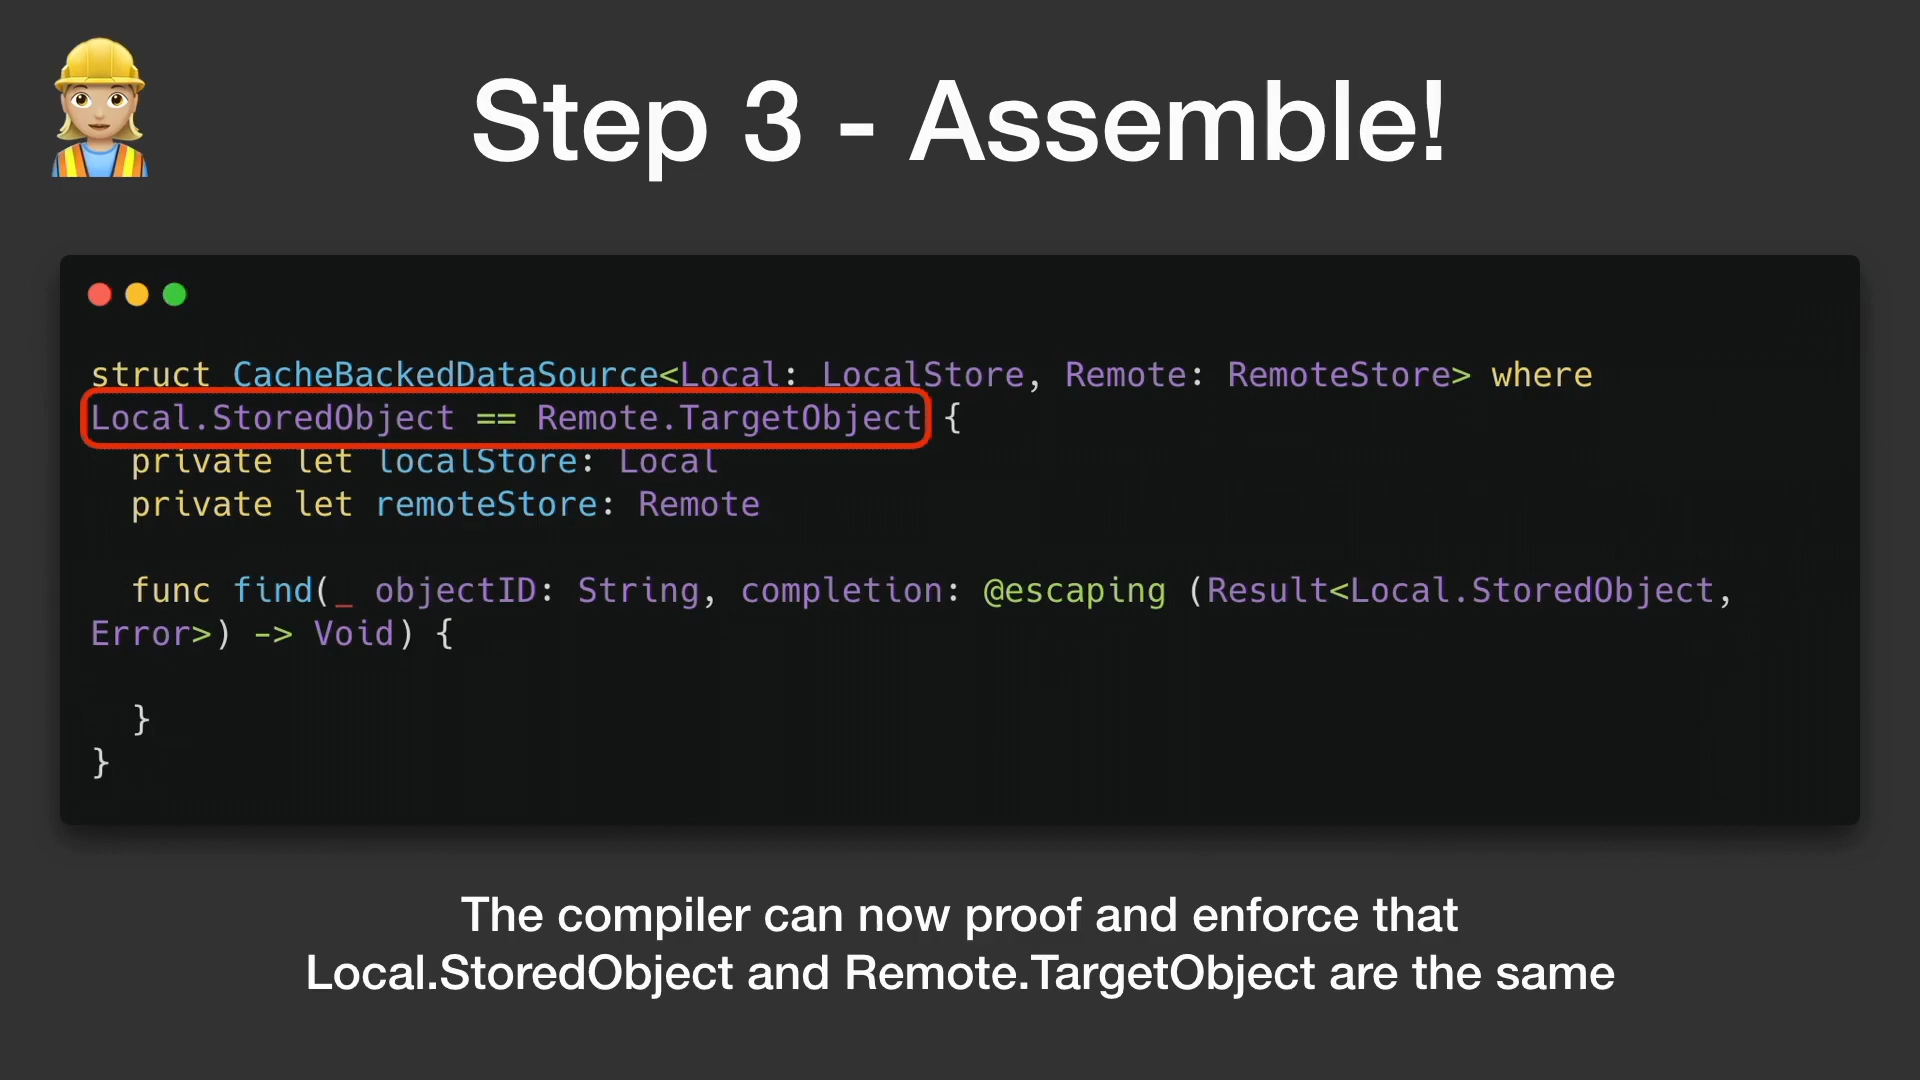 Step 3 - Assemble!
struct CacheBackedDataSource<Local: LocalStore, Remote: RemoteStore> where
Local.StoredObject == Remote.TargetObject {
private let localStore: Local
private let remoteStore: Remote
func find(_ objectID: String, completion: @escaping (Result<Local.StoredObject,
Error>) -> Void) {
}
}
The compiler can now proof and enforce that
Local.StoredObject and Remote.TargetObject are the same